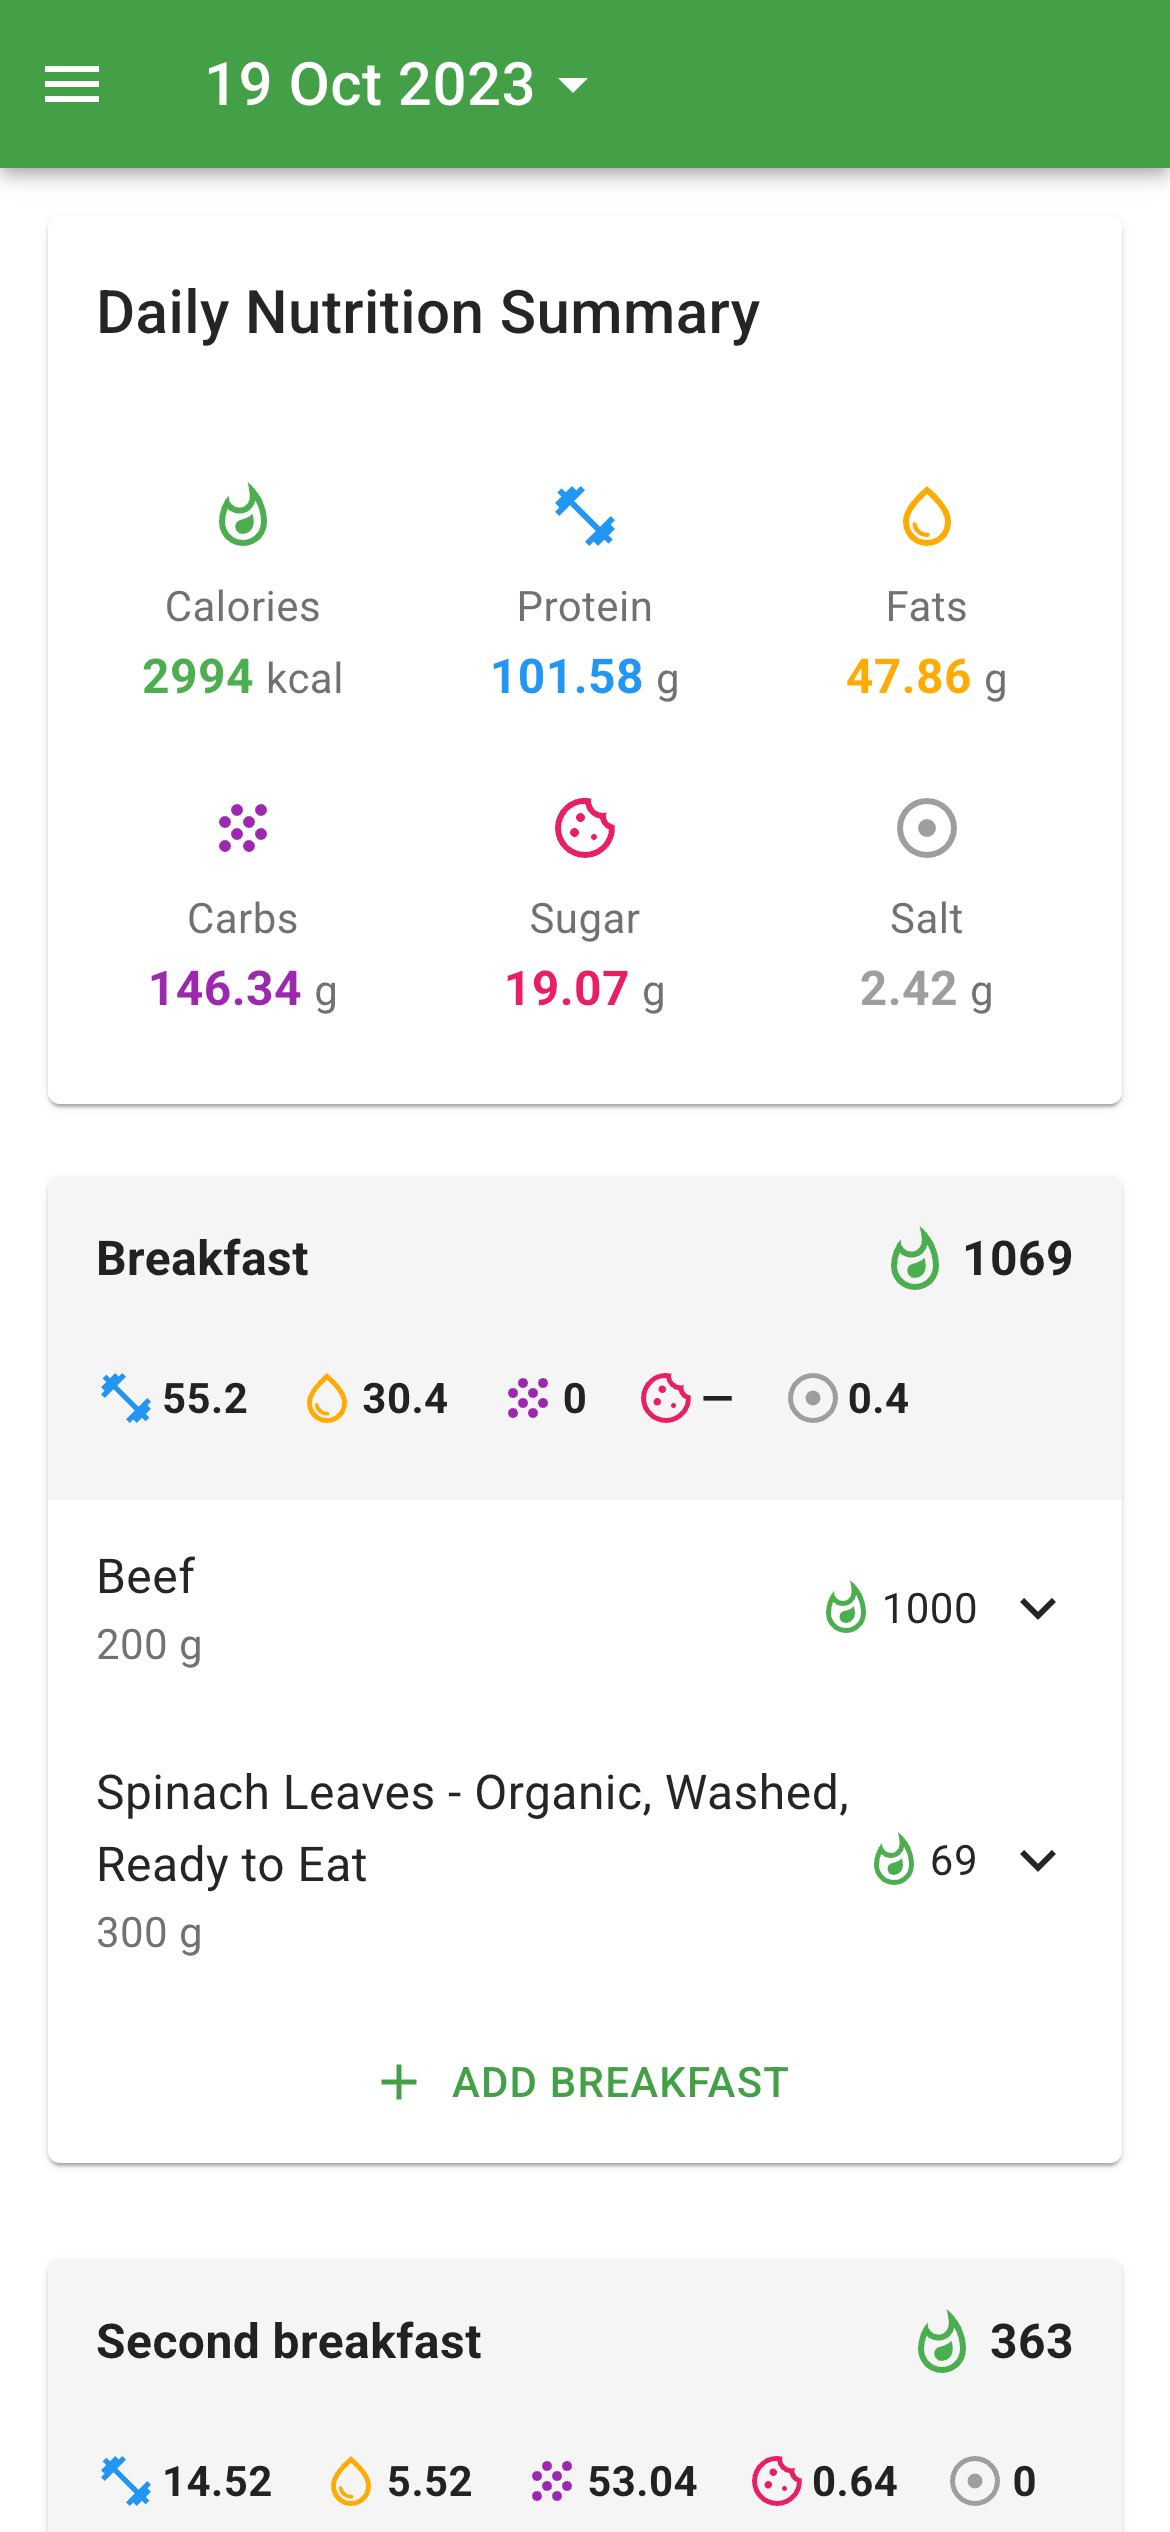 19 Oct 2023
Daily Nutrition Summary
Calories Protein Fats
2994 kcal 101.58 g 47.86 g
Carbs Sugar Salt
146.34 g 19.07 g 2.42 g
Breakfast 1069
55.2 30.4 0 – 0.4
Beef
1000
200 g
Spinach Leaves - Organic, Washed,
Ready to Eat
69
300 g
+ ADD BREAKFAST
Second breakfast 363
14.52 5.52 53.04 0.64 0